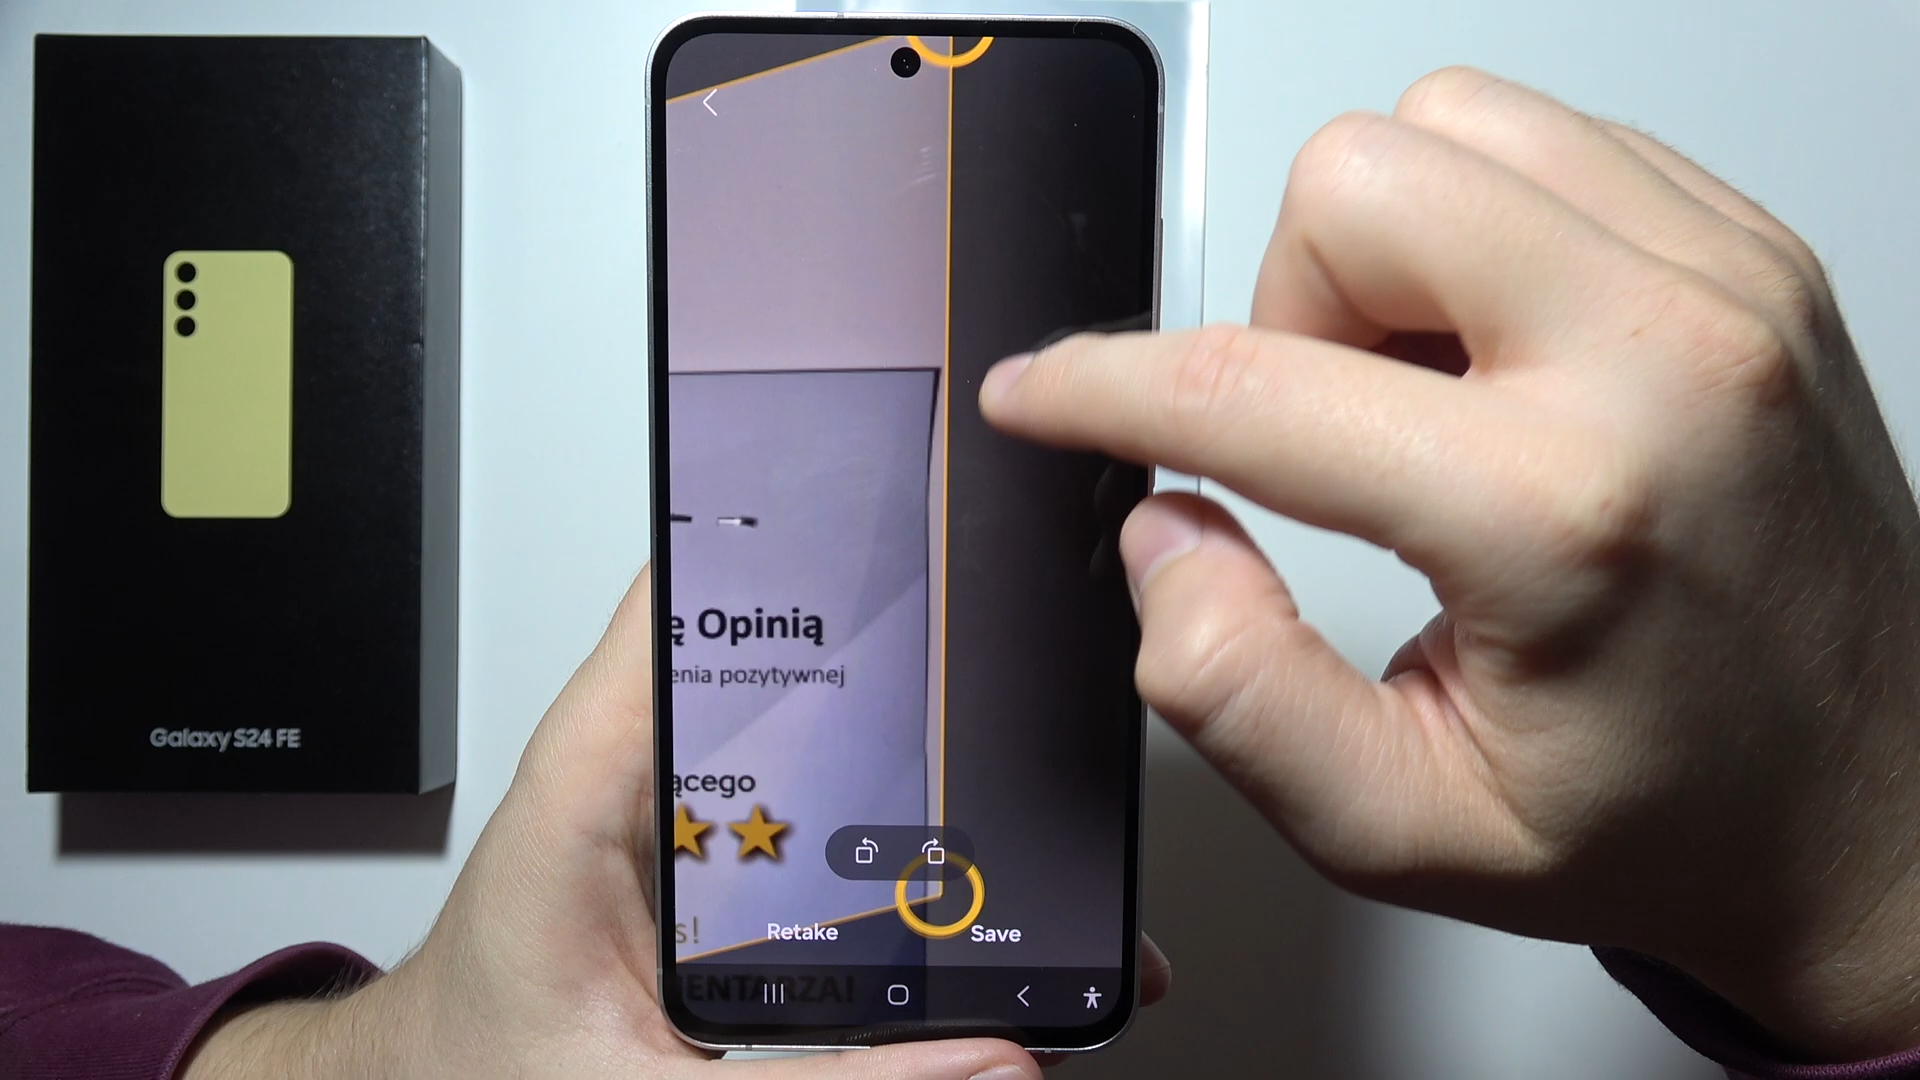 Galaxy S24 FE
ę Opinią
enia pozytywnej
ącego
s!
Retake
Save
ENTARZA!